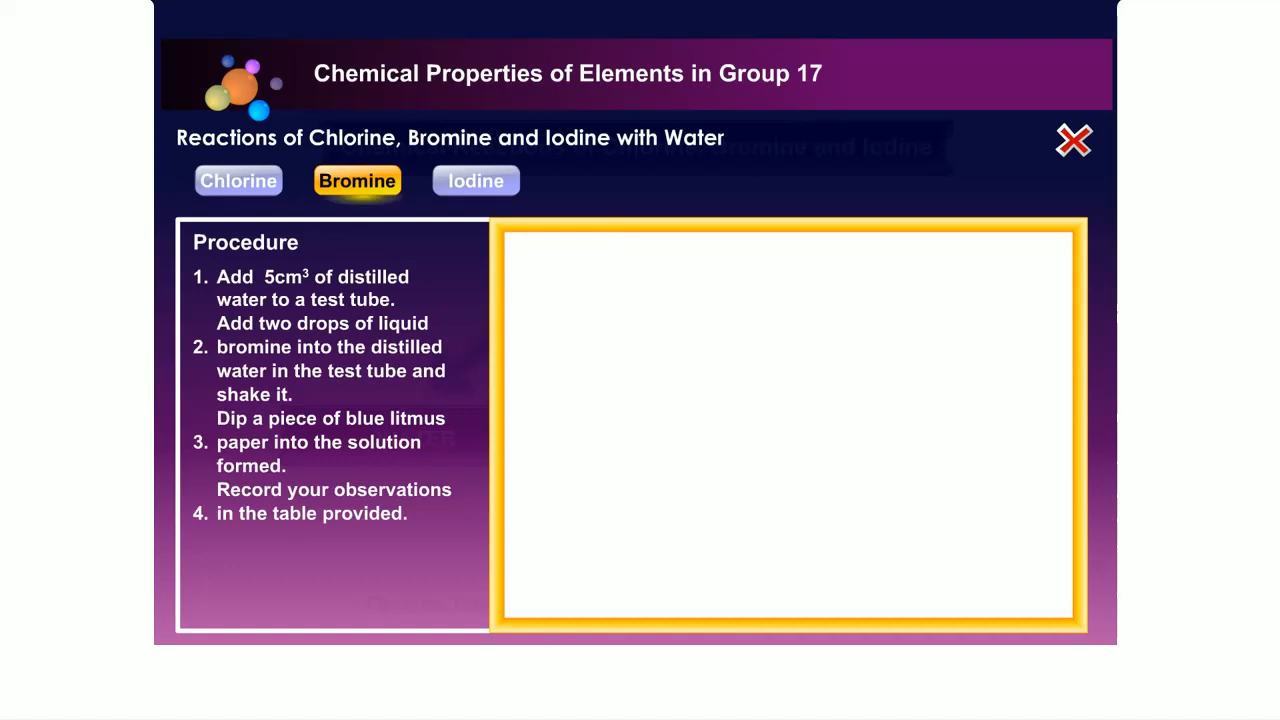 Chemical Properties of Elements in Group 17
Reactions of Chlorine, Bromine and Iodine with Water
Chlorine Bromine Iodine
Procedure
1. Add 5cm³ of distilled
water to a test tube.
Add two drops of liquid
2. bromine into the distilled
water in the test tube and
shake it.
Dip a piece of blue litmus
3. paper into the solution
formed.
Record your observations
4. in the table provided.